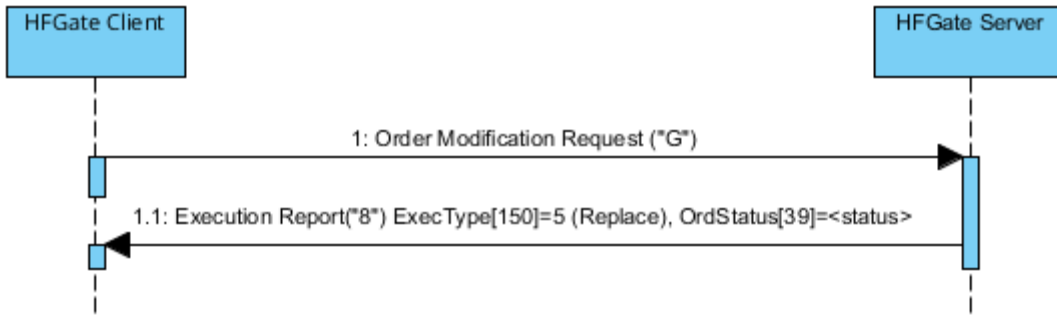 HFGate Client
HFGate Server
1: Order Modification Request ("G")
1.1: Execution Report("8") ExecType[150]=5 (Replace), OrdStatus[39]=<status>